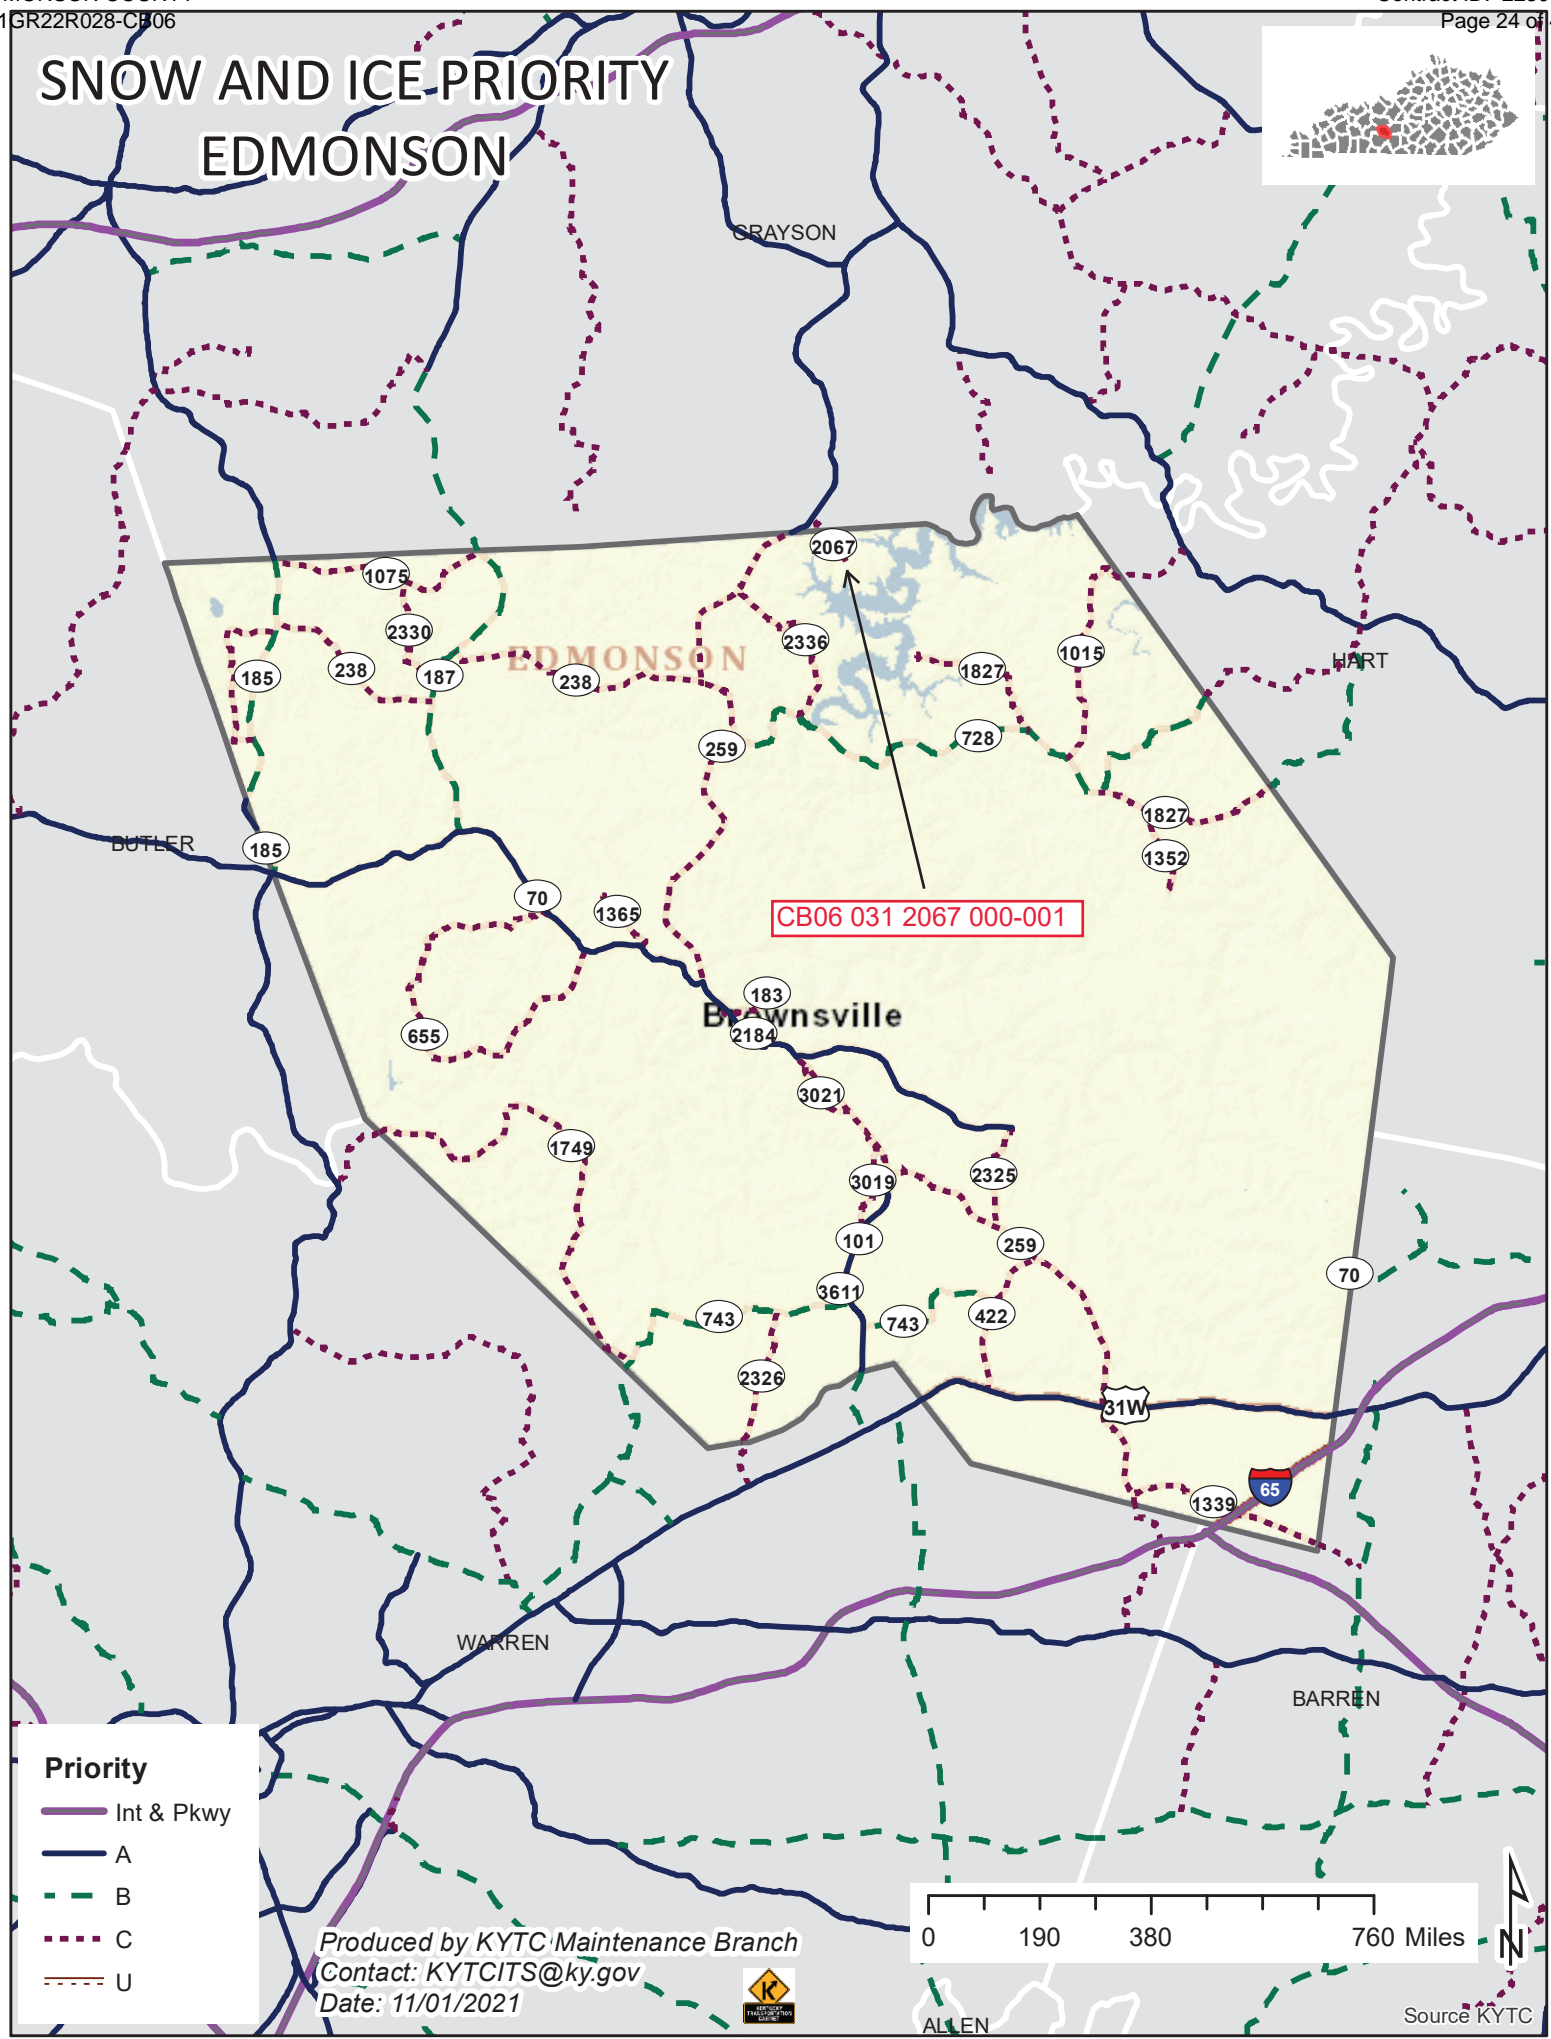 1GR22R028-CB06
Page 24 of
SNOW AND ICE PRIORITY
EDMONSON
GRAYSON
2067
1075
2330
EDMONSON
2336
1015
HART
185
238
187
238
1827
259
728
1827
BUTLER
185
1352
70
1365
CB06 031 2067 000-001
183
Brownsville
2184
655
3021
1749
3019
2325
101
259
70
3611
743
743
422
2326
31W
65
1339
WARREN
BARREN
Priority
Int & Pkwy
A
B
C
U
0 190 380 760 Miles
N
Produced by KYTC Maintenance Branch
Contact: KYTCITS@ky.gov
Date: 11/01/2021
KENTUCKY
TRANSPORTATION
CABINET
Source KYTC
ALLEN